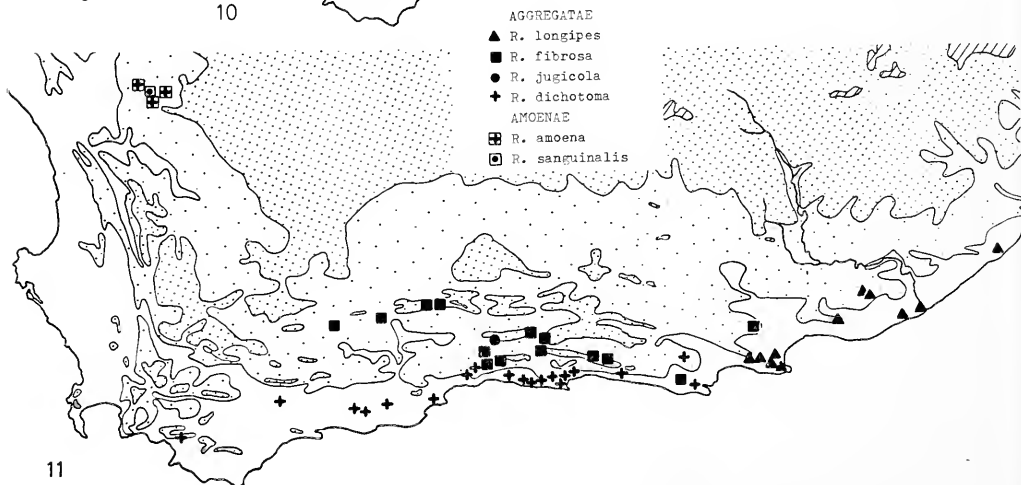 10
AGGREGATAE
▲ R. longipes
■ R. fibrosa
● R. jugicola
✚ R. dichotoma
AMOENAE
R. amoena
R. sanguinalis
11